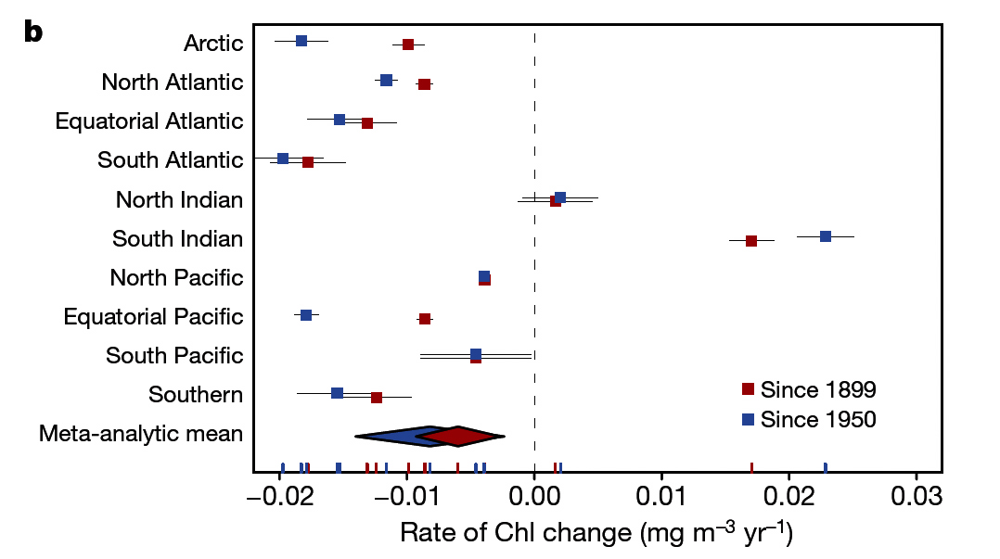 b
Arctic
North Atlantic
Equatorial Atlantic
South Atlantic
North Indian
South Indian
North Pacific
Equatorial Pacific
South Pacific
Southern
Meta-analytic mean
Since 1899
Since 1950
−0.02 −0.01 0.00 0.01 0.02 0.03
Rate of Chl change (mg m⁻³ yr⁻¹)